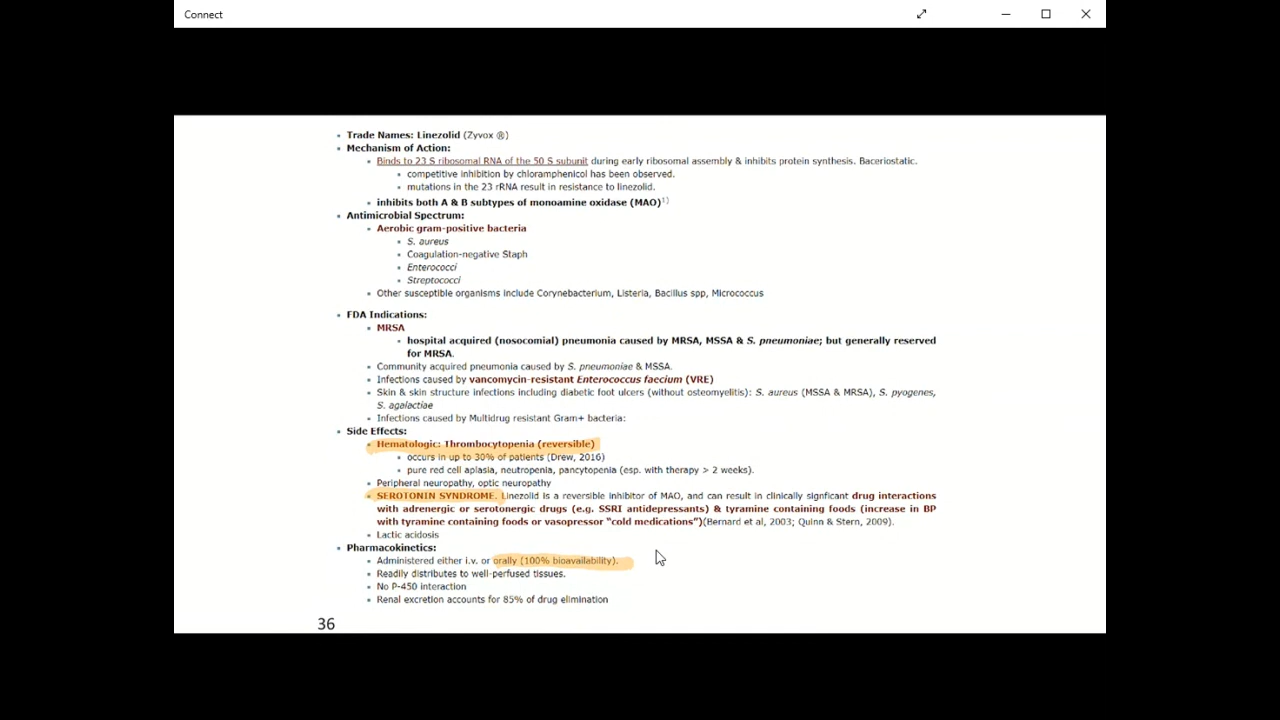 Connect
Trade Names: Linezolid (Zyvox ®)
Mechanism of Action:
Binds to 23 S ribosomal RNA of the 50 S subunit during early ribosomal assembly & inhibits protein synthesis. Baceriostatic.
competitive inhibition by chloramphenicol has been observed.
mutations in the 23 rRNA result in resistance to linezolid.
inhibits both A & B subtypes of monoamine oxidase (MAO)1)
Antimicrobial Spectrum:
Aerobic gram-positive bacteria
S. aureus
Coagulation-negative Staph
Enterococci
Streptococci
Other susceptible organisms include Corynebacterium, Listeria, Bacillus spp, Micrococcus
FDA Indications:
MRSA
hospital acquired (nosocomial) pneumonia caused by MRSA, MSSA & S. pneumoniae; but generally reserved
for MRSA.
Community acquired pneumonia caused by S. pneumoniae & MSSA.
Infections caused by vancomycin-resistant Enterococcus faecium (VRE)
Skin & skin structure infections including diabetic foot ulcers (without osteomyelitis): S. aureus (MSSA & MRSA), S. pyogenes,
S. agalactiae
Infections caused by Multidrug resistant Gram+ bacteria:
Side Effects:
Hematologic: Thrombocytopenia (reversible)
occurs in up to 30% of patients (Drew, 2016)
pure red cell aplasia, neutropenia, pancytopenia (esp. with therapy > 2 weeks).
Peripheral neuropathy, optic neuropathy
SEROTONIN SYNDROME. Linezolid is a reversible inhibitor of MAO, and can result in clinically signficant drug interactions
with adrenergic or serotonergic drugs (e.g. SSRI antidepressants) & tyramine containing foods (increase in BP
with tyramine containing foods or vasopressor “cold medications”)(Bernard et al, 2003; Quinn & Stern, 2009).
Lactic acidosis
Pharmacokinetics:
Administered either i.v. or orally (100% bioavailability).
Readily distributes to well-perfused tissues.
No P-450 interaction
Renal excretion accounts for 85% of drug elimination
36